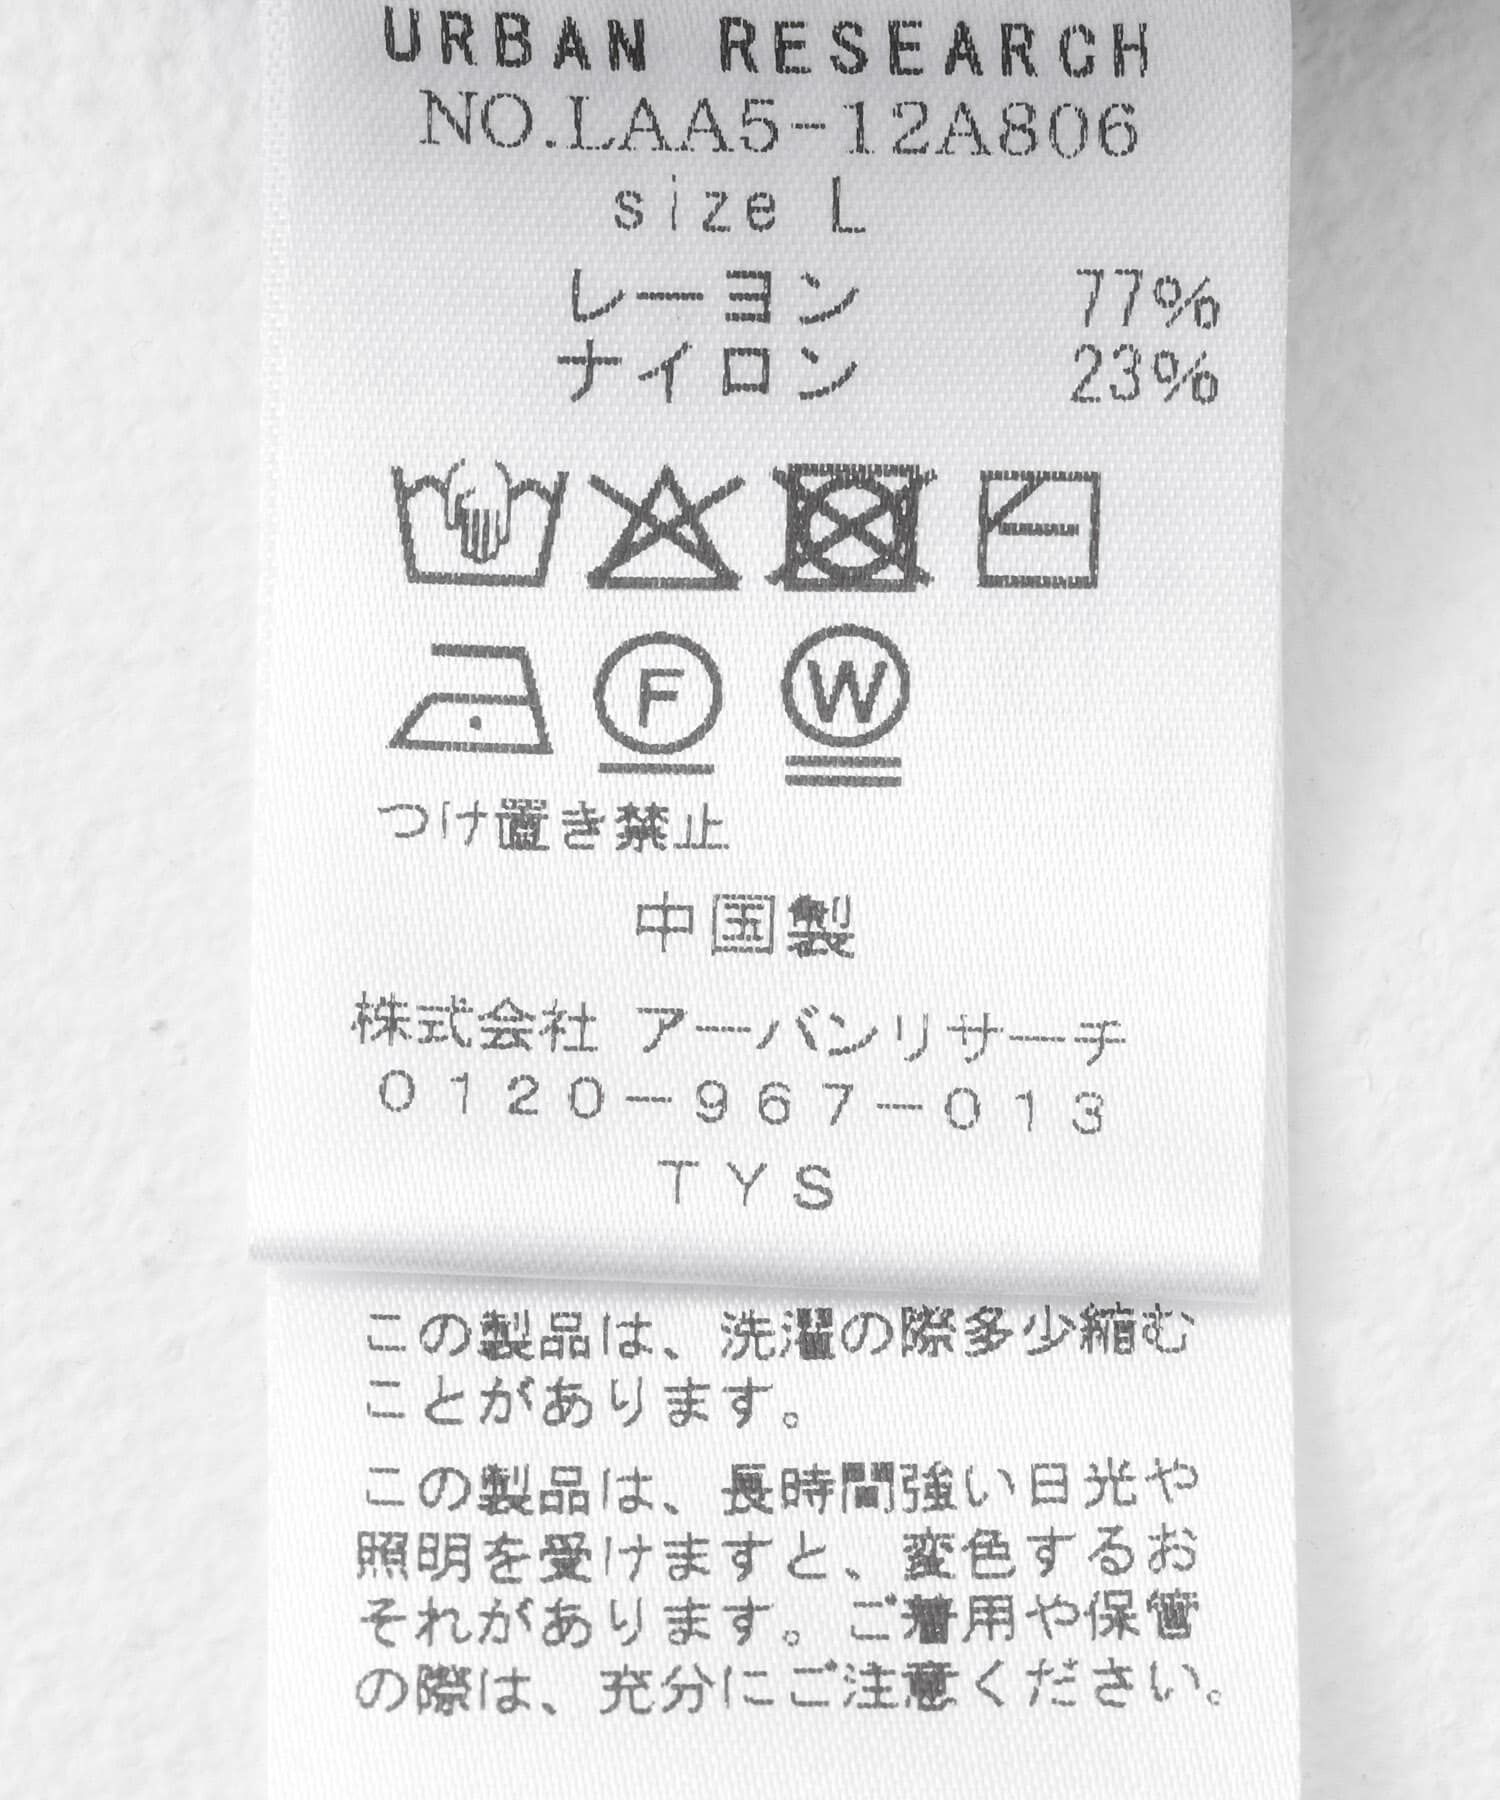 URBAN RESEARCH
NO.LAA5-12A806
size L
レーヨン 77%
ナイロン 23%
F W
つけ置き禁止
中国製
株式会社 アーバンリサーチ
0120-967-013
TYS
この製品は、洗濯の際多少縮む
ことがあります。
この製品は、長時間強い日光や
照明を受けますと、変色するお
それがあります。ご着用や保管
の際は、充分にご注意ください。